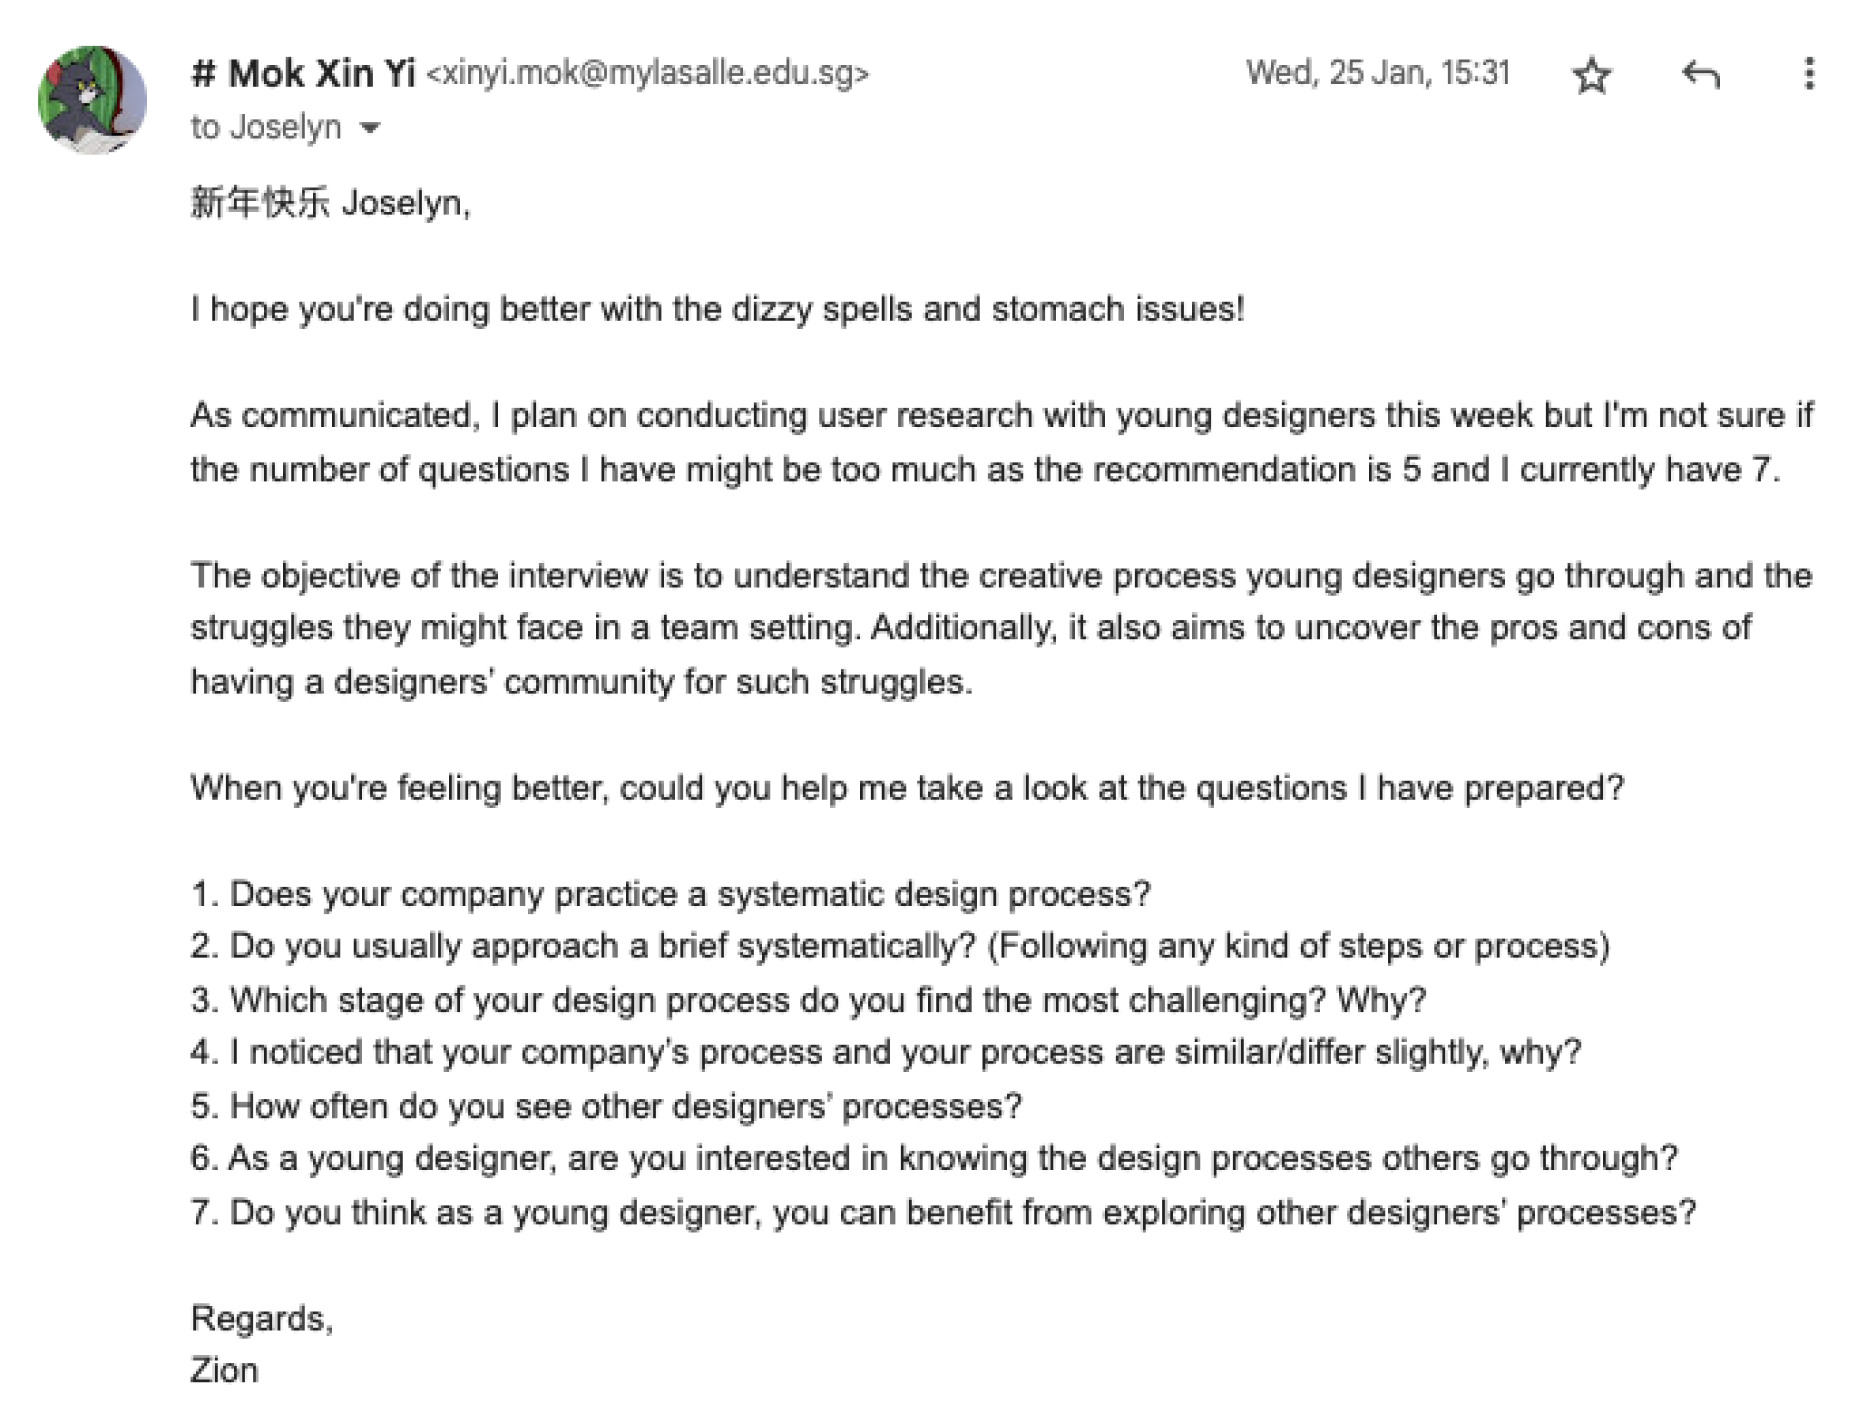 # Mok Xin Yi <xinyi.mok@mylasalle.edu.sg> Wed, 25 Jan, 15:31
to Joselyn
新年快乐 Joselyn,
I hope you're doing better with the dizzy spells and stomach issues!
As communicated, I plan on conducting user research with young designers this week but I'm not sure if
the number of questions I have might be too much as the recommendation is 5 and I currently have 7.
The objective of the interview is to understand the creative process young designers go through and the
struggles they might face in a team setting. Additionally, it also aims to uncover the pros and cons of
having a designers’ community for such struggles.
When you're feeling better, could you help me take a look at the questions I have prepared?
1. Does your company practice a systematic design process?
2. Do you usually approach a brief systematically? (Following any kind of steps or process)
3. Which stage of your design process do you find the most challenging? Why?
4. I noticed that your company’s process and your process are similar/differ slightly, why?
5. How often do you see other designers’ processes?
6. As a young designer, are you interested in knowing the design processes others go through?
7. Do you think as a young designer, you can benefit from exploring other designers’ processes?
Regards,
Zion